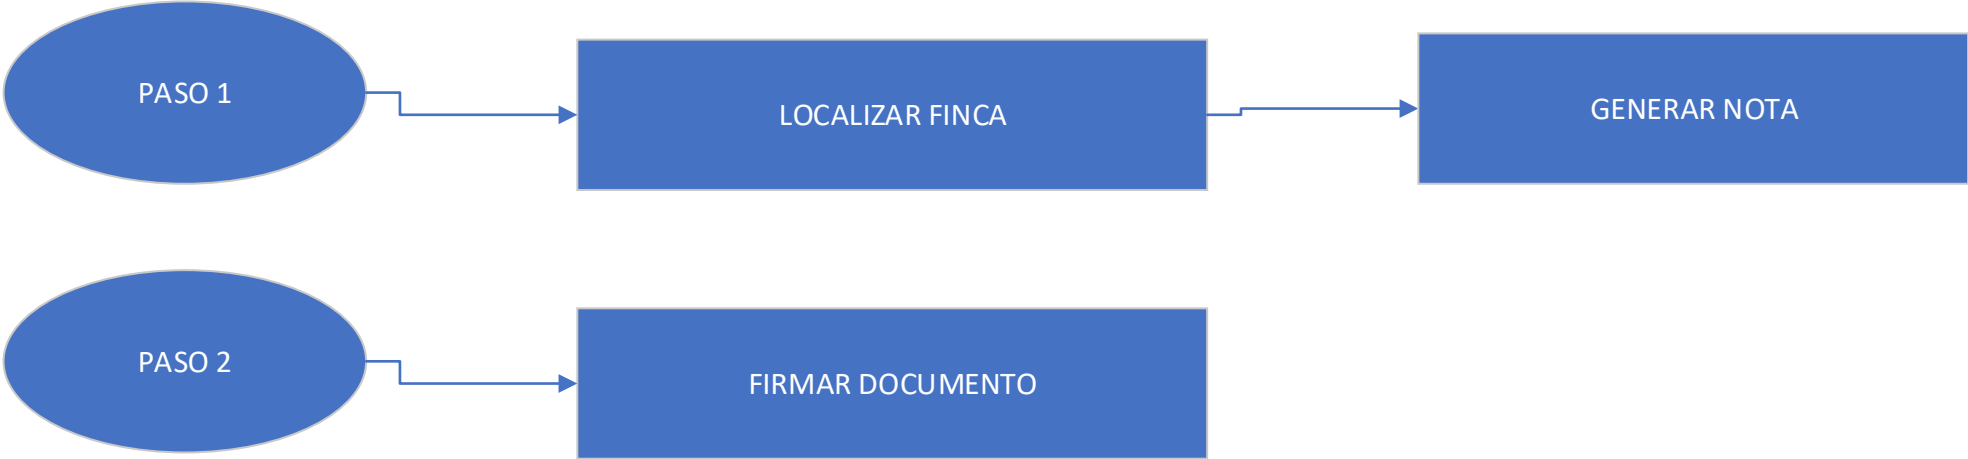 PASO 1
LOCALIZAR FINCA
GENERAR NOTA
PASO 2
FIRMAR DOCUMENTO